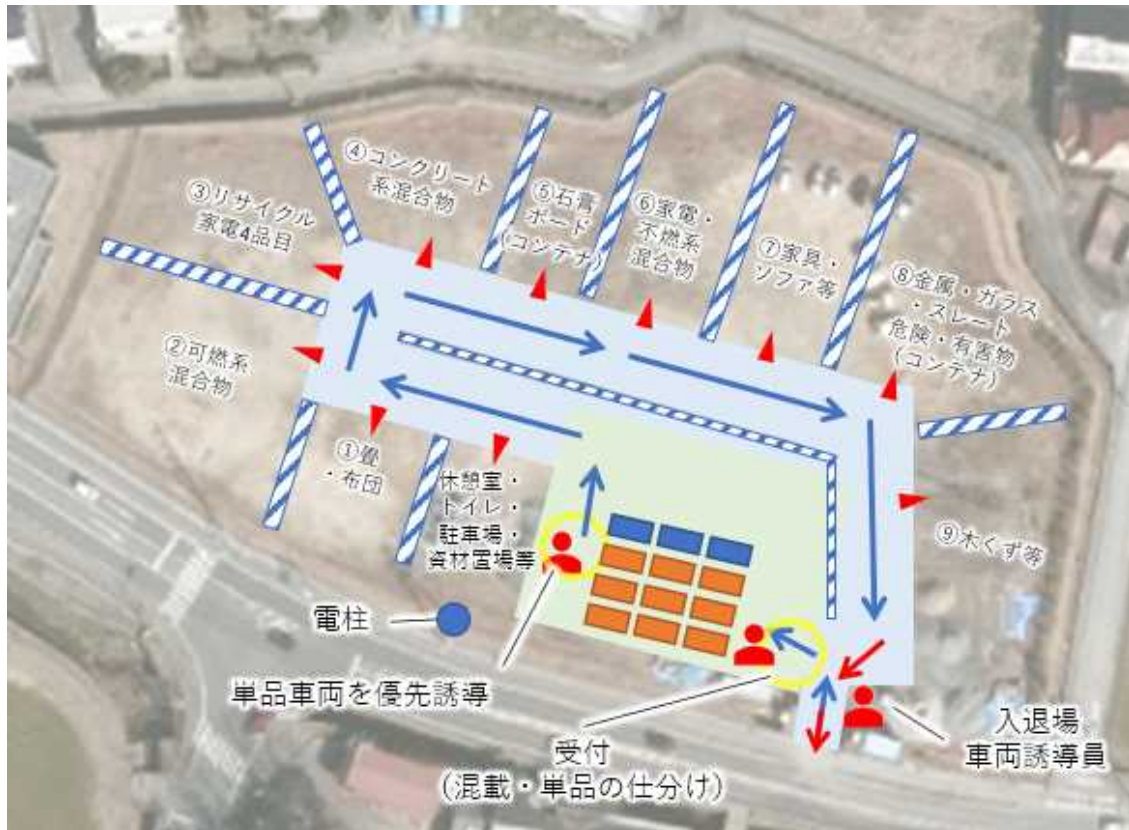 ④コンクリート
系混合物
③リサイクル
家電4品目
⑤石膏
ボード
(コンテナ)
⑥家電・
不燃系
混合物
⑦家具・
ソファ等
⑧金属・ガラス
・スレート
危険・有害物
(コンテナ)
②可燃系
混合物
①畳
・布団
休憩室・
トイレ・
駐車場・
資材置場等
⑨木くず等
電柱
単品車両を優先誘導
受付
(混載・単品の仕分け)
入退場
車両誘導員